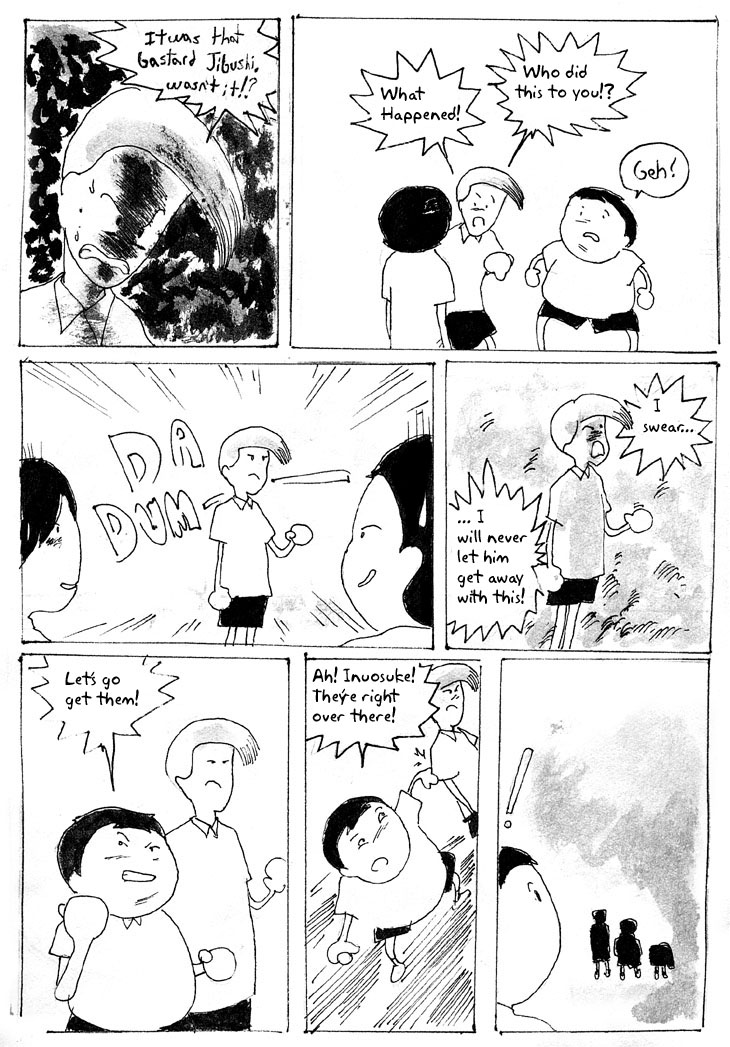 It was that
bastard Jibushi,
wasn't it!?
What
Happened!
Who did
this to you!?
Geh!
DA
DUM
I
swear...
... I
will never
let him
get away
with this!
Let's go
get them!
Ah! Inuosuke!
They're right
over there!
!